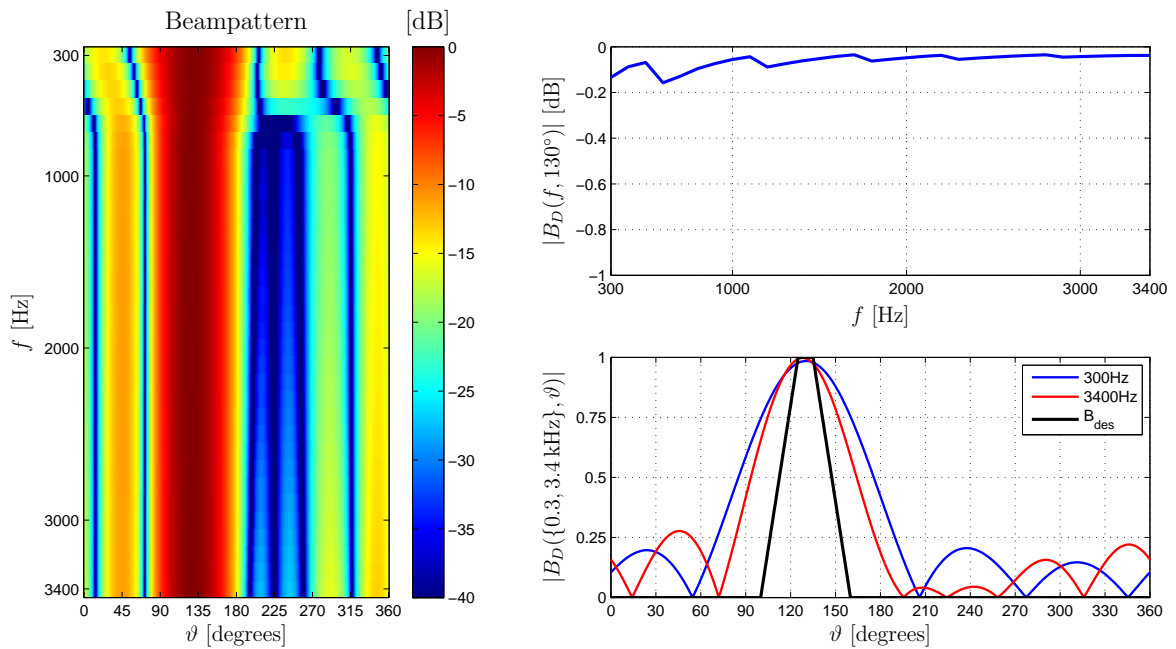 Beampattern
[dB]
f [Hz]
300
1000
2000
3000
3400
0 45 90 135 180 225 270 315 360
ϑ [degrees]
0
−5
−10
−15
−20
−25
−30
−35
−40
|B_D(f, 130°)| [dB]
0
−0.2
−0.4
−0.6
−0.8
−1
300 1000 2000 3000 3400
f [Hz]
|B_D({0.3, 3.4 kHz}, ϑ)|
1
0.75
0.5
0.25
0
0 30 60 90 120 150 180 210 240 270 300 330 360
ϑ [degrees]
300Hz
3400Hz
B_des